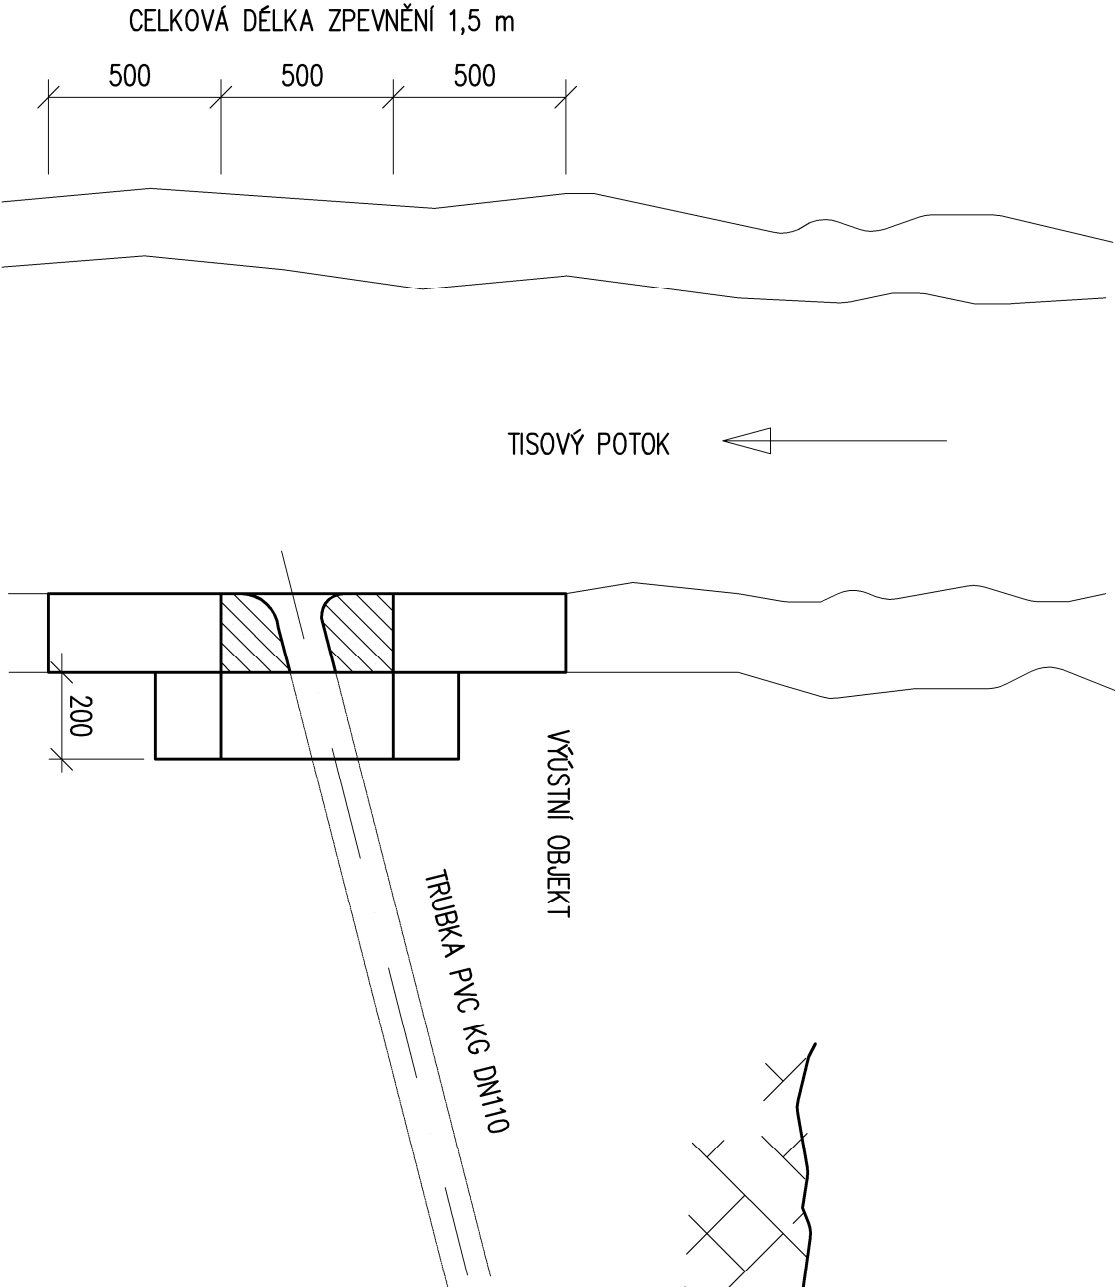 CELKOVÁ DÉLKA ZPEVNĚNÍ 1,5 m
500 500 500
TISOVÝ POTOK
200
VÝÚSTNÍ OBJEKT
TRUBKA PVC KG DN110